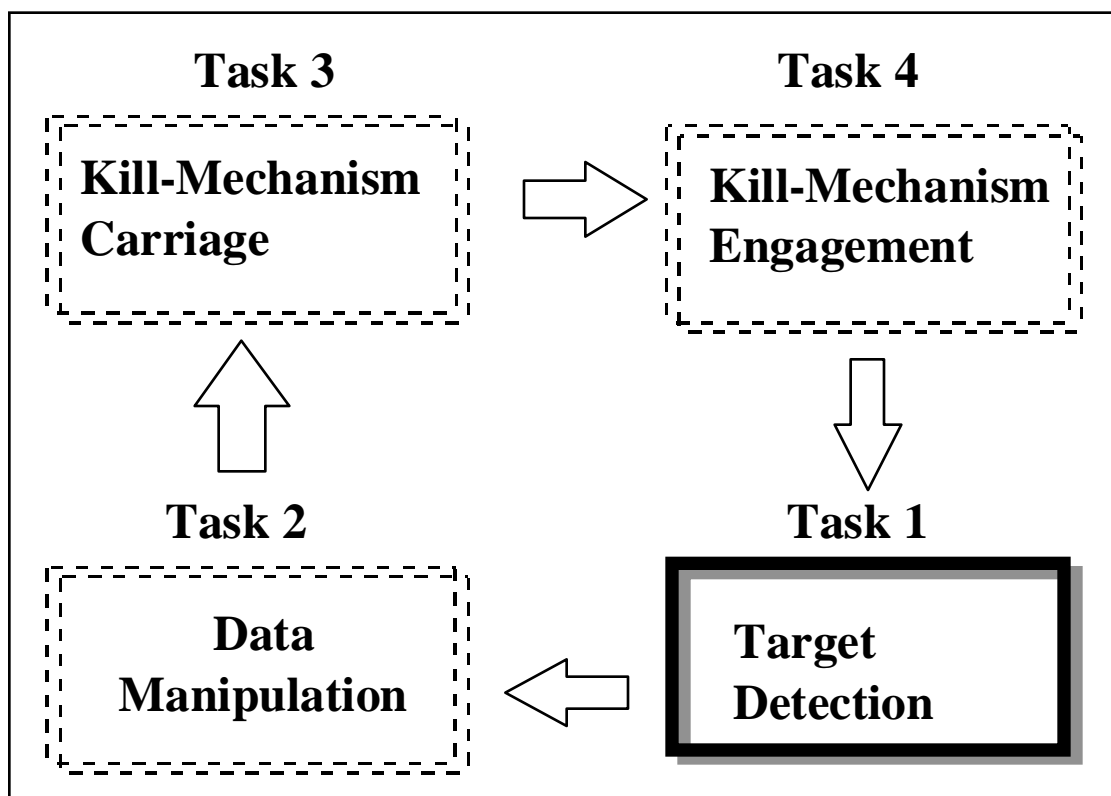 Task 3
Kill-Mechanism
Carriage
Task 4
Kill-Mechanism
Engagement
Task 2
Data
Manipulation
Task 1
Target
Detection